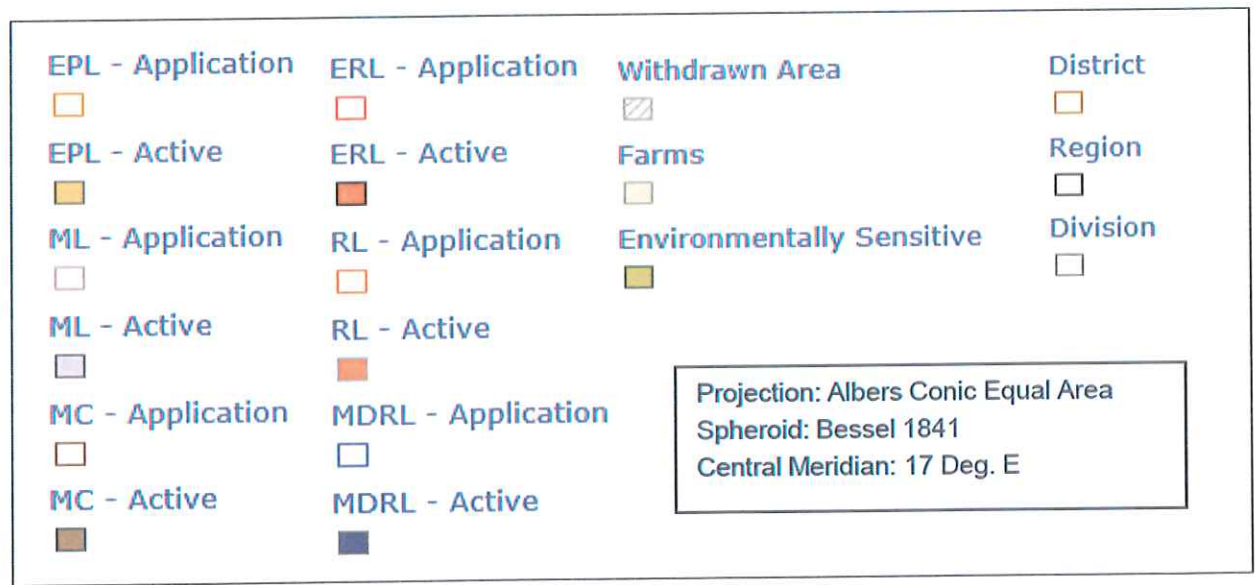 EPL - Application
EPL - Active
ML - Application
ML - Active
MC - Application
MC - Active
ERL - Application
ERL - Active
RL - Application
RL - Active
MDRL - Application
MDRL - Active
Withdrawn Area
Farms
Environmentally Sensitive
District
Region
Division
Projection: Albers Conic Equal Area
Spheroid: Bessel 1841
Central Meridian: 17 Deg. E